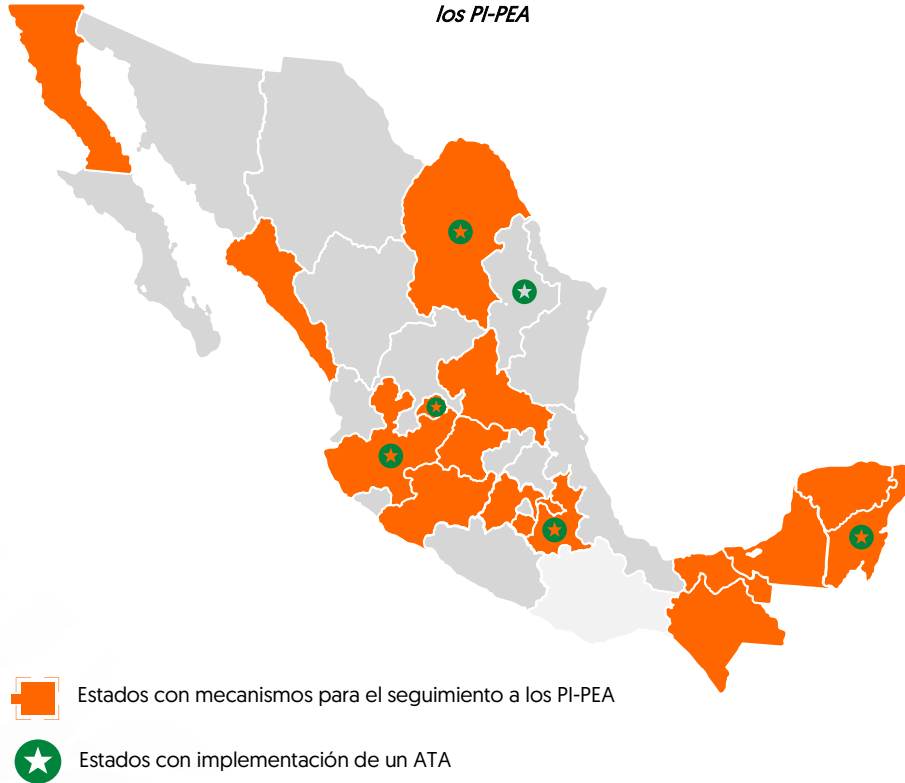 los PI-PEA
Estados con mecanismos para el seguimiento a los PI-PEA
Estados con implementación de un ATA